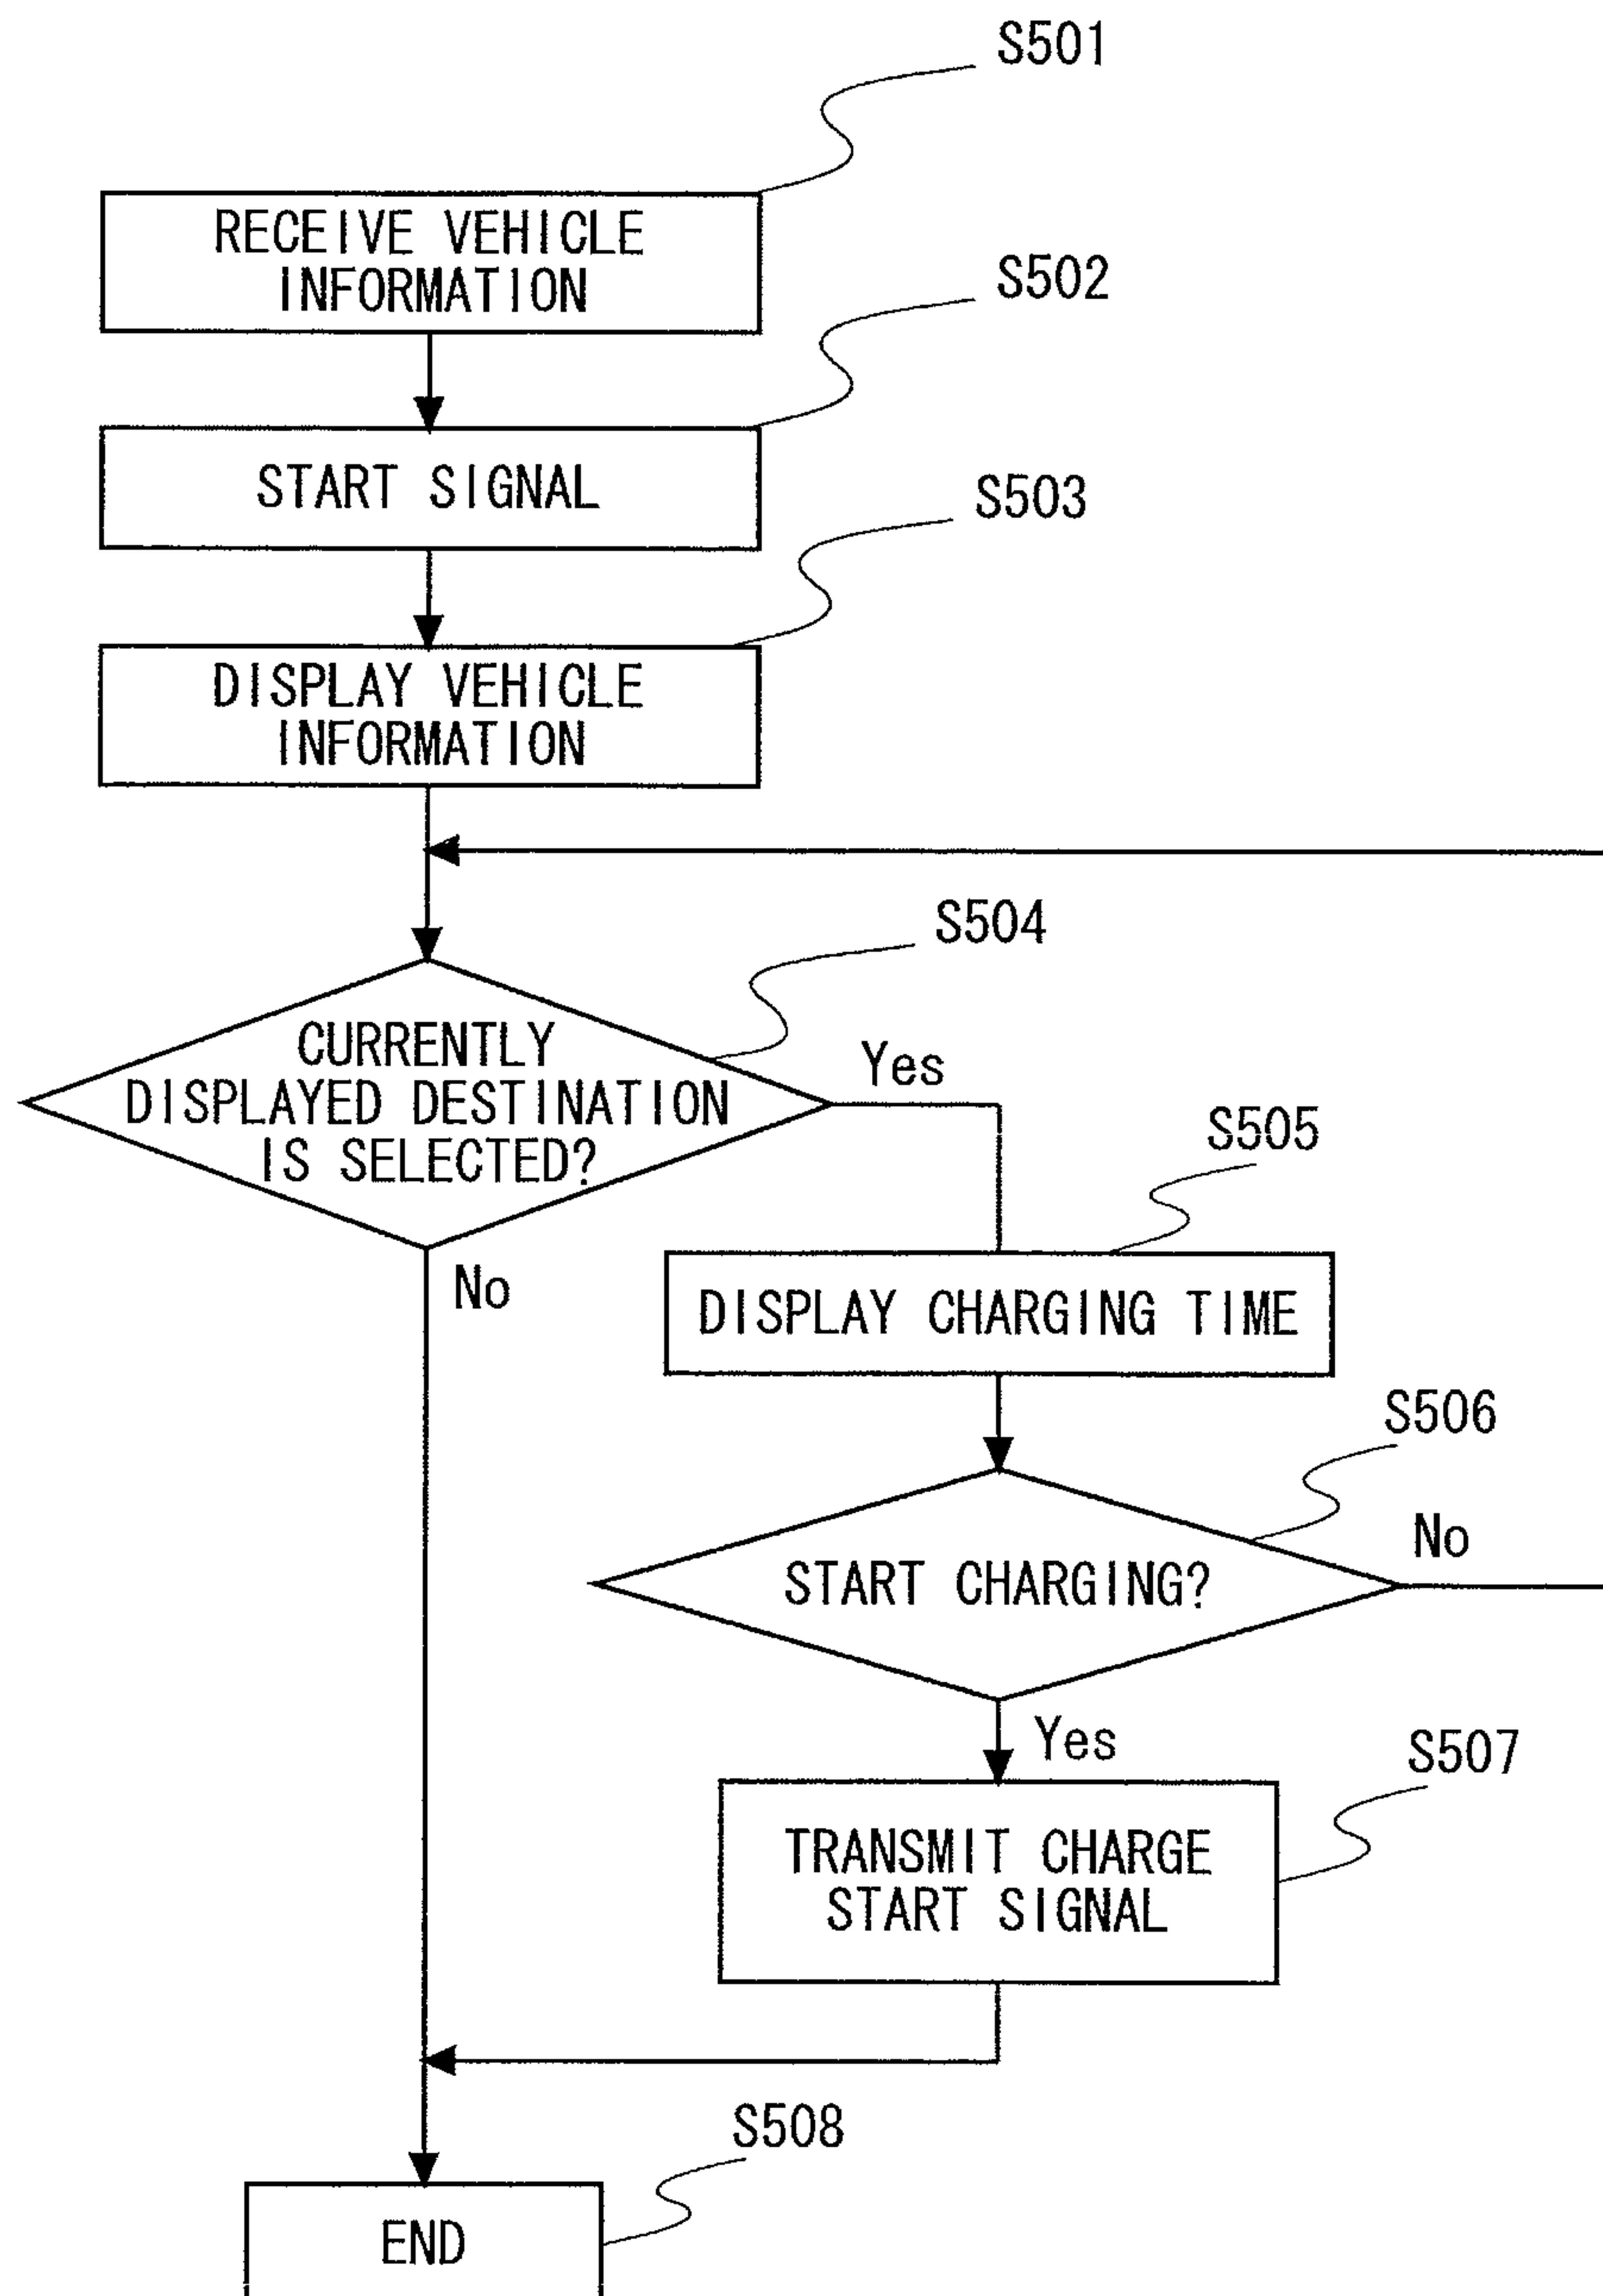 S501
RECEIVE VEHICLE
INFORMATION
S502
START SIGNAL
S503
DISPLAY VEHICLE
INFORMATION
S504
CURRENTLY
DISPLAYED DESTINATION
IS SELECTED?
Yes
No
S505
DISPLAY CHARGING TIME
S506
START CHARGING?
No
Yes
S507
TRANSMIT CHARGE
START SIGNAL
S508
END